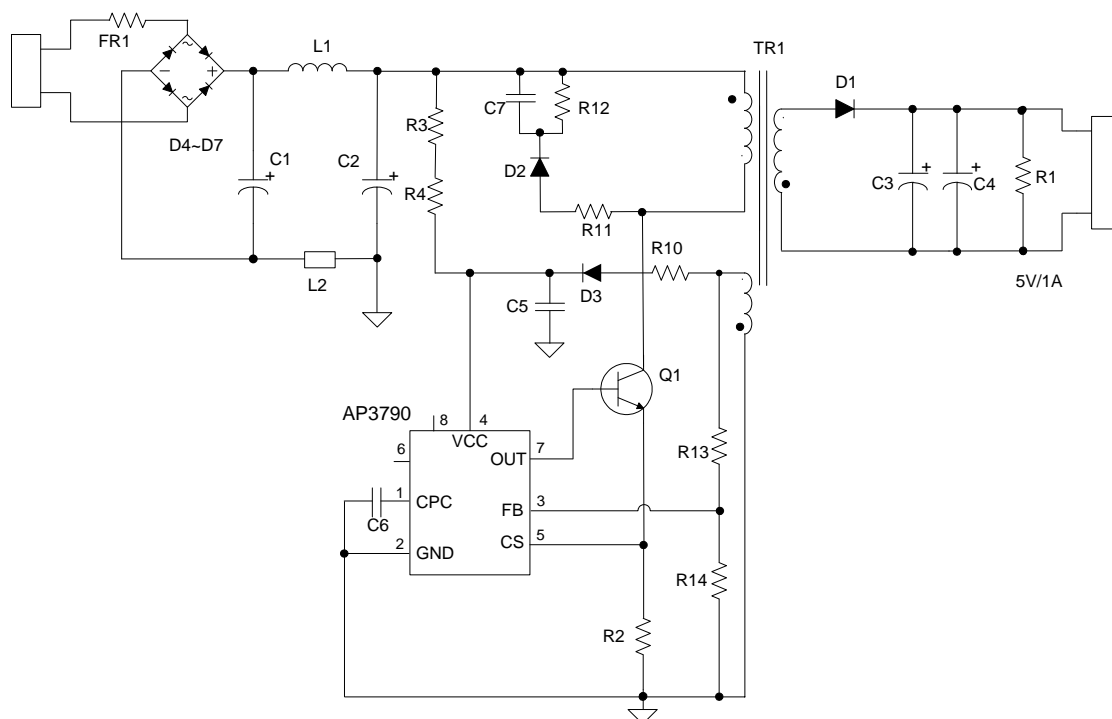 FR1
L1
TR1
~
-
+
~
D4~D7
C1
+
C2
+
L2
R3
R4
C7
R12
D2
R11
R10
D3
C5
D1
C3
+
C4
+
R1
5V/1A
Q1
AP3790
8
4
VCC
6
OUT
7
1
CPC
C6
FB
3
2
GND
CS
5
R13
R14
R2